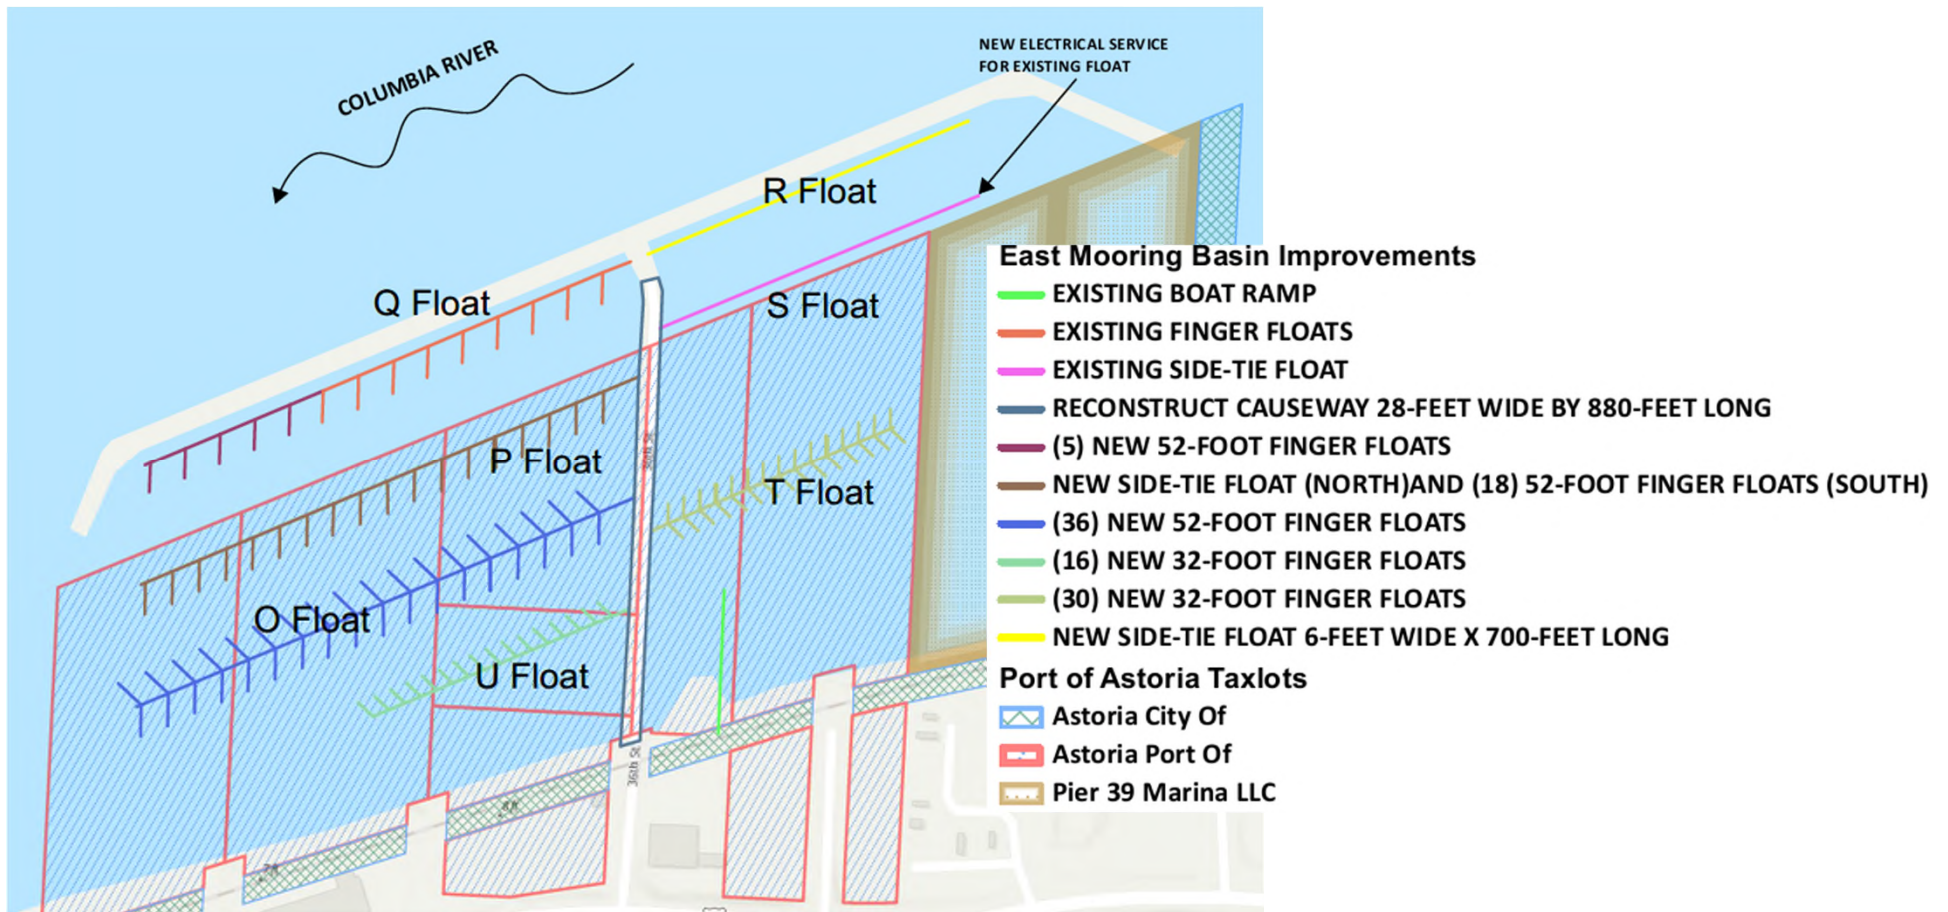 COLUMBIA RIVER
NEW ELECTRICAL SERVICE
FOR EXISTING FLOAT
R Float
Q Float
S Float
P Float
T Float
O Float
U Float
36th St
36th St
East Mooring Basin Improvements
EXISTING BOAT RAMP
EXISTING FINGER FLOATS
EXISTING SIDE-TIE FLOAT
RECONSTRUCT CAUSEWAY 28-FEET WIDE BY 880-FEET LONG
(5) NEW 52-FOOT FINGER FLOATS
NEW SIDE-TIE FLOAT (NORTH)AND (18) 52-FOOT FINGER FLOATS (SOUTH)
(36) NEW 52-FOOT FINGER FLOATS
(16) NEW 32-FOOT FINGER FLOATS
(30) NEW 32-FOOT FINGER FLOATS
NEW SIDE-TIE FLOAT 6-FEET WIDE X 700-FEET LONG
Port of Astoria Taxlots
Astoria City Of
Astoria Port Of
Pier 39 Marina LLC